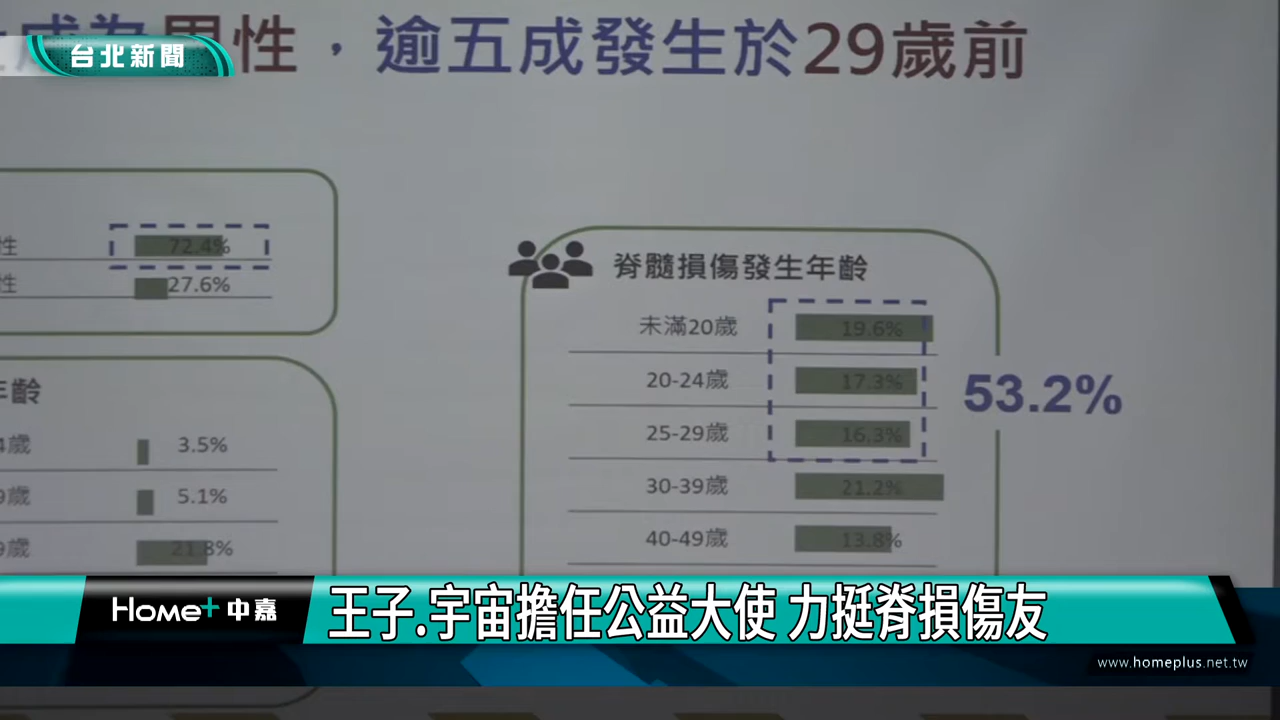 台北新聞
男性，逾五成發生於29歲前
性 72.4%
性 27.6%
年齡
4歲 3.5%
9歲 5.1%
9歲 21.8%
脊髓損傷發生年齡
未滿20歲 19.6%
20-24歲 17.3%
25-29歲 16.3%
53.2%
30-39歲 21.2%
40-49歲 13.8%
Home+中嘉
王子.宇宙擔任公益大使 力挺脊損傷友
www.homeplus.net.tw